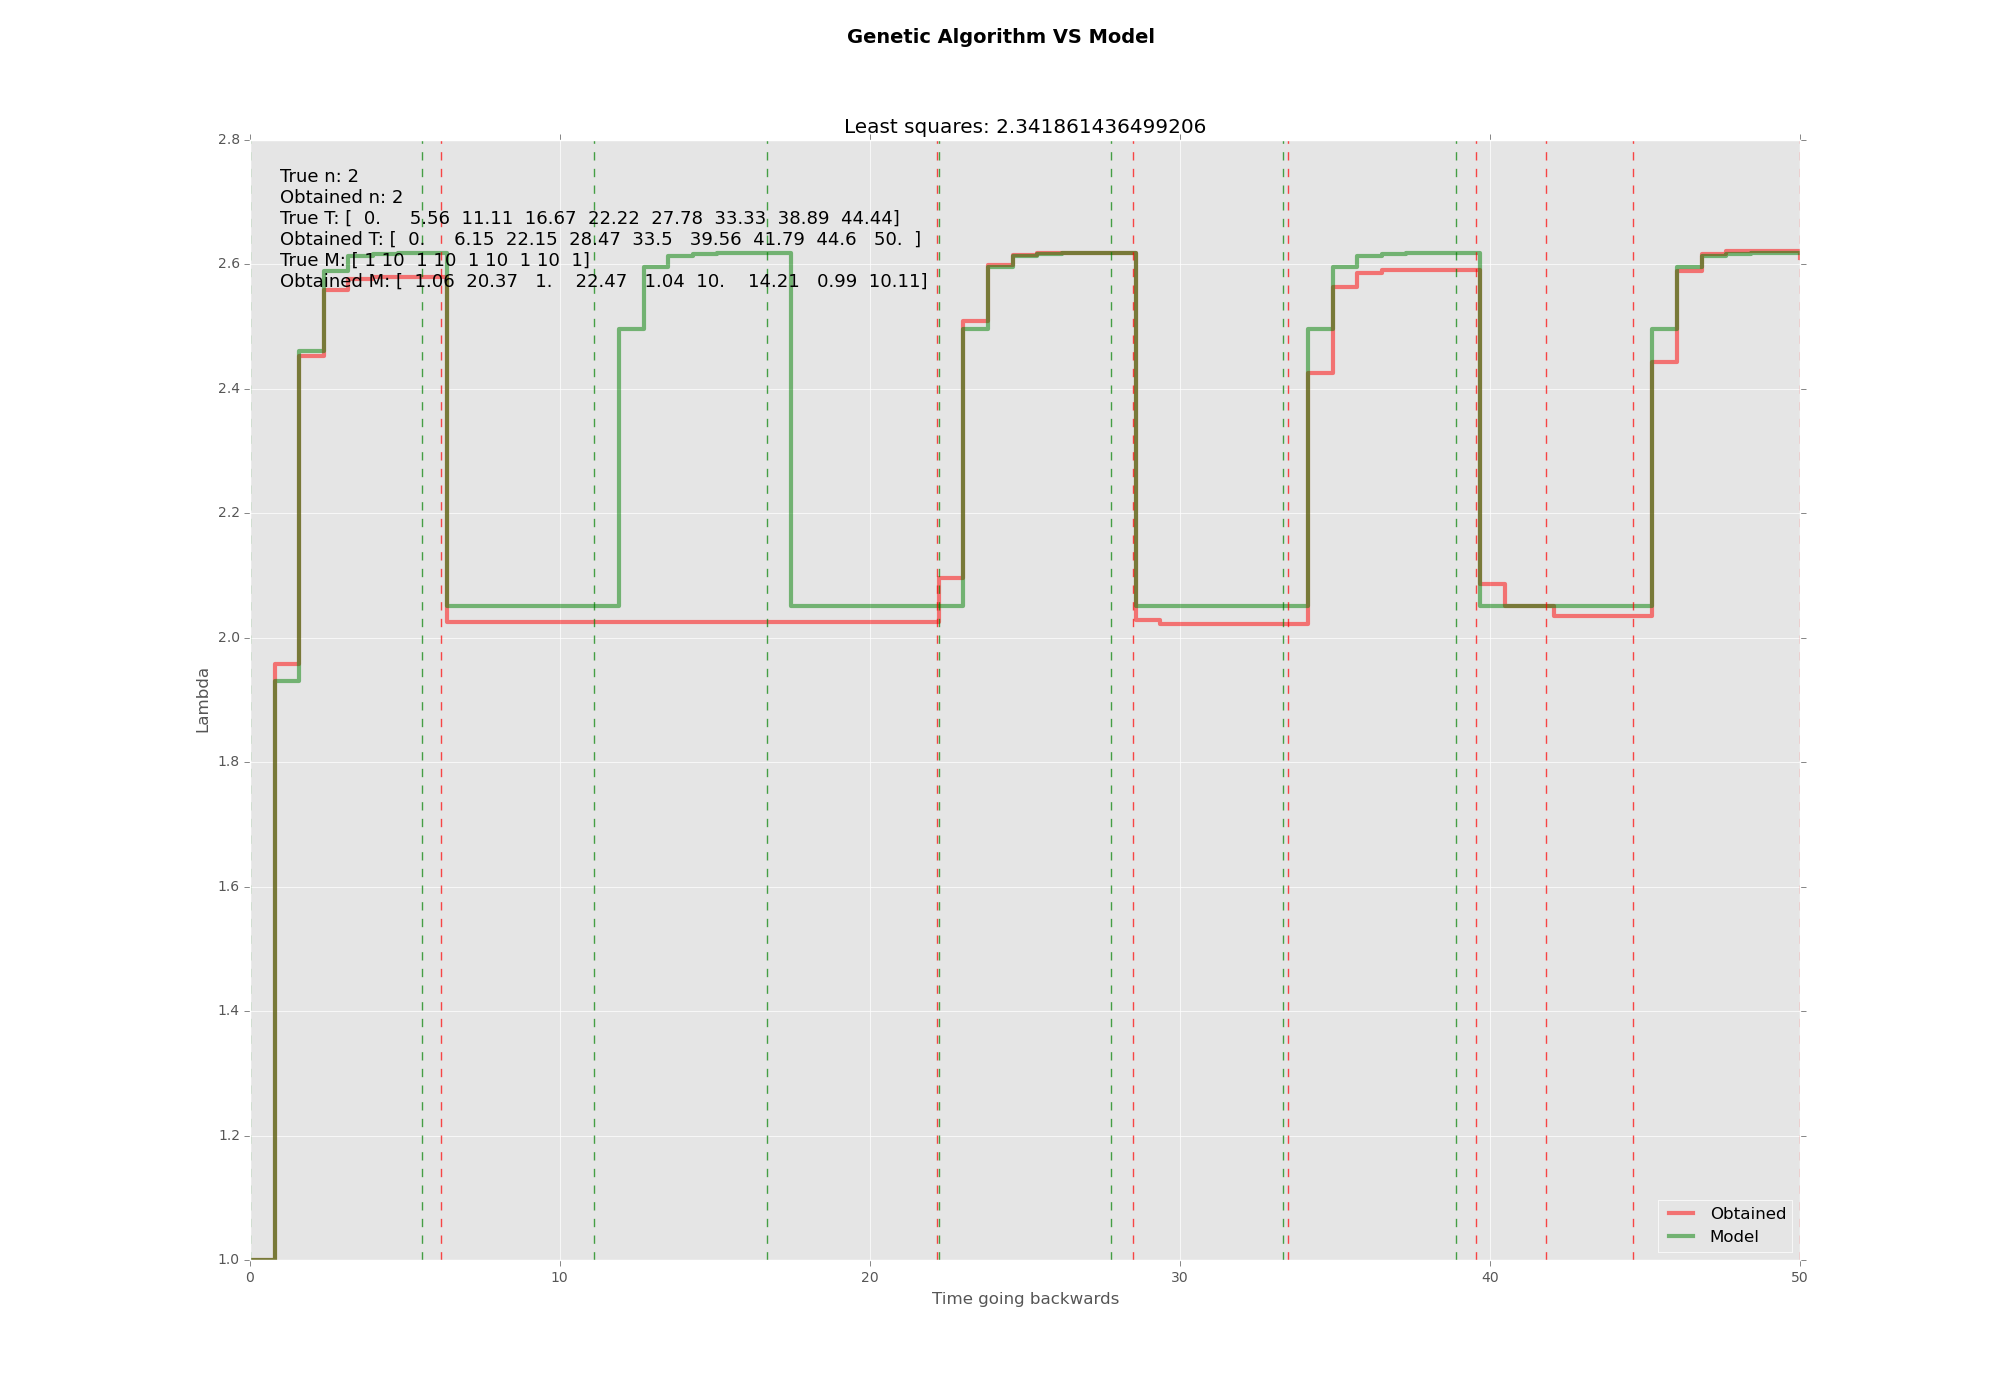 Genetic Algorithm VS Model
Least squares: 2.341861436499206
True n: 2
Obtained n: 2
True T: [  0.     5.56  11.11  16.67  22.22  27.78  33.33  38.89  44.44]
Obtained T: [  0.     6.15  22.15  28.47  33.5   39.56  41.79  44.6   50.  ]
True M: [ 1 10  1 10  1 10  1 10  1]
Obtained M: [  1.06  20.37   1.    22.47   1.04  10.    14.21   0.99  10.11]
2.8
2.6
2.4
2.2
2.0
1.8
1.6
1.4
1.2
1.0
Lambda
0 10 20 30 40 50
Time going backwards
Obtained
Model